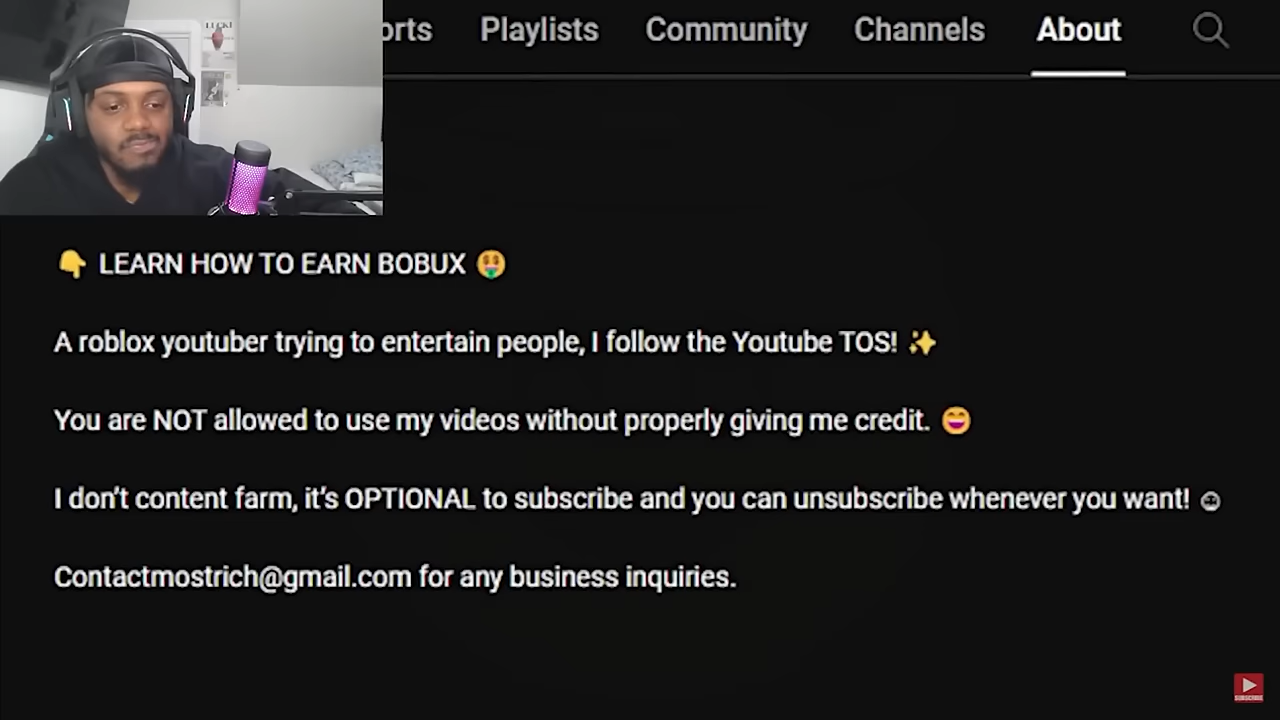 LUCKI
orts Playlists Community Channels About
👇 LEARN HOW TO EARN BOBUX 🤑
A roblox youtuber trying to entertain people, I follow the Youtube TOS! ✨
You are NOT allowed to use my videos without properly giving me credit. 😄
I don't content farm, it's OPTIONAL to subscribe and you can unsubscribe whenever you want! ☺
Contactmostrich@gmail.com for any business inquiries.
SUBSCRIBE